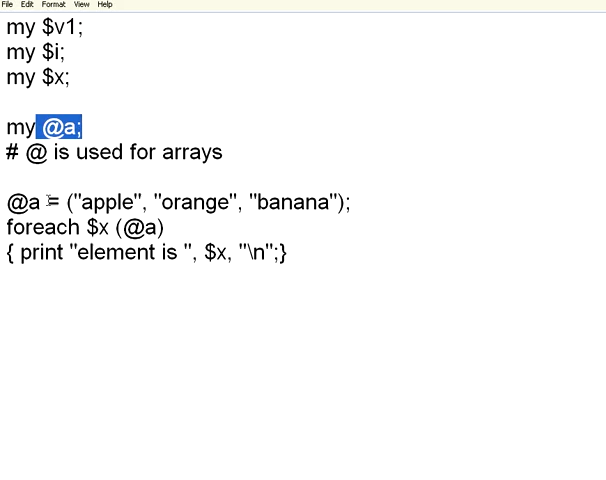 File Edit Format View Help
my $v1;
my $i;
my $x;
my @a;
# @ is used for arrays
@a = ("apple", "orange", "banana");
foreach $x (@a)
{ print "element is ", $x, "\n";}